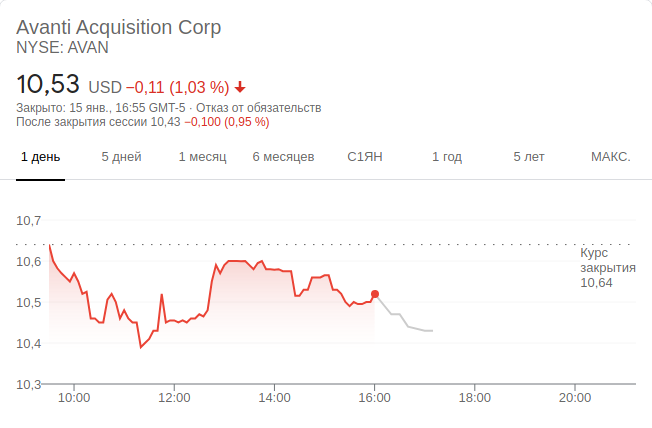 Avanti Acquisition Corp
NYSE: AVAN
10,53 USD −0,11 (1,03 %)
Закрыто: 15 янв., 16:55 GMT-5 · Отказ от обязательств
После закрытия сессии 10,43 −0,100 (0,95 %)
1 день 5 дней 1 месяц 6 месяцев С1ЯН 1 год 5 лет МАКС.
10,7
10,6
10,5
10,4
10,3
Курс
закрытия
10,64
10:00 12:00 14:00 16:00 18:00 20:00